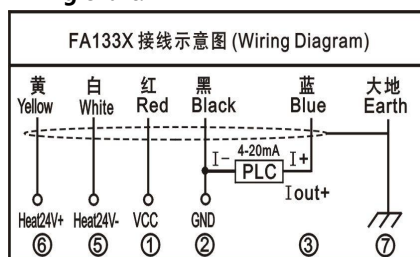 FA133X 接线示意图 (Wiring Diagram)
黄 白 红 黑 蓝 大地
Yellow White Red Black Blue Earth
4-20mA
I- PLC I+
Iout+
Heat24V+ Heat24V- VCC GND
⑥ ⑤ ① ② ③ ⑦